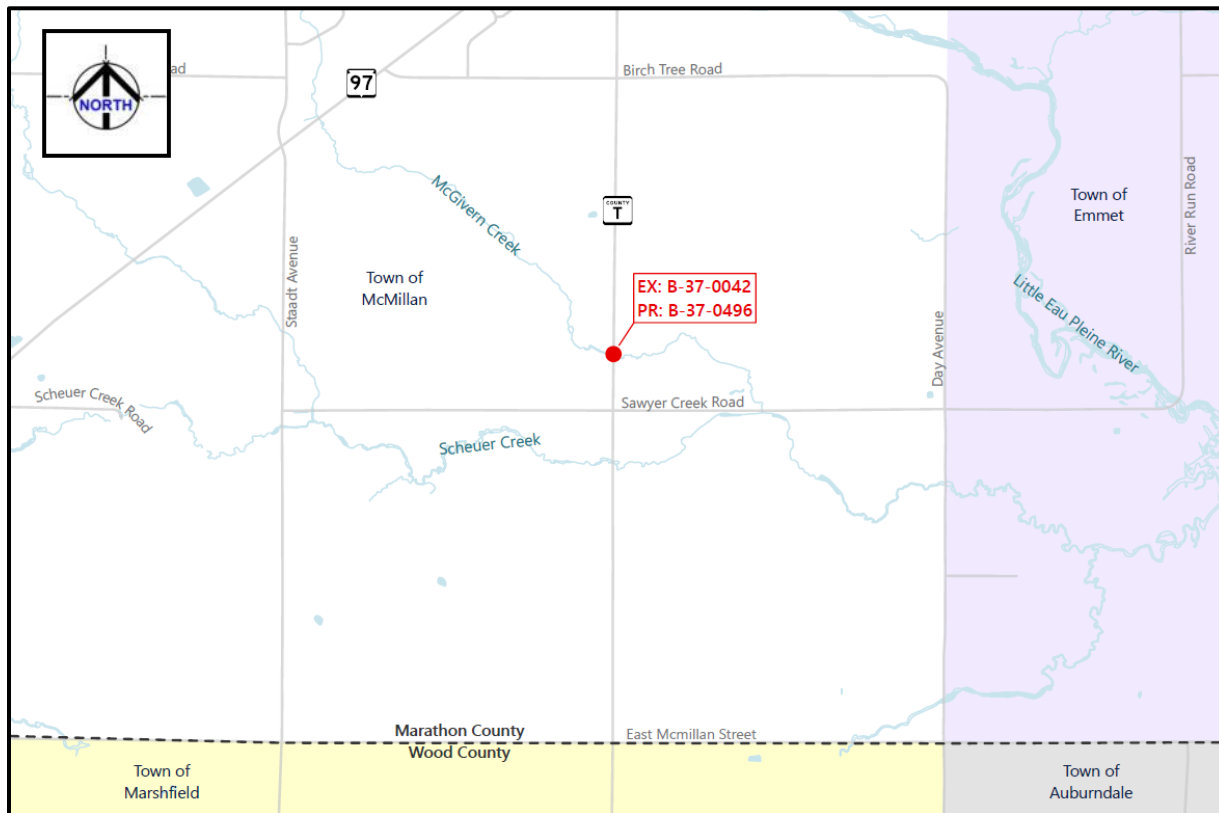 NORTH
ad
97
Birch Tree Road
McGivern Creek
COUNTY
T
Town of
Emmet
River Run Road
Staadt Avenue
Town of
McMillan
EX: B-37-0042
PR: B-37-0496
Little Eau Pleine River
Day Avenue
Scheuer Creek Road
Sawyer Creek Road
Scheuer Creek
Marathon County
East Mcmillan Street
Wood County
Town of
Marshfield
Town of
Auburndale